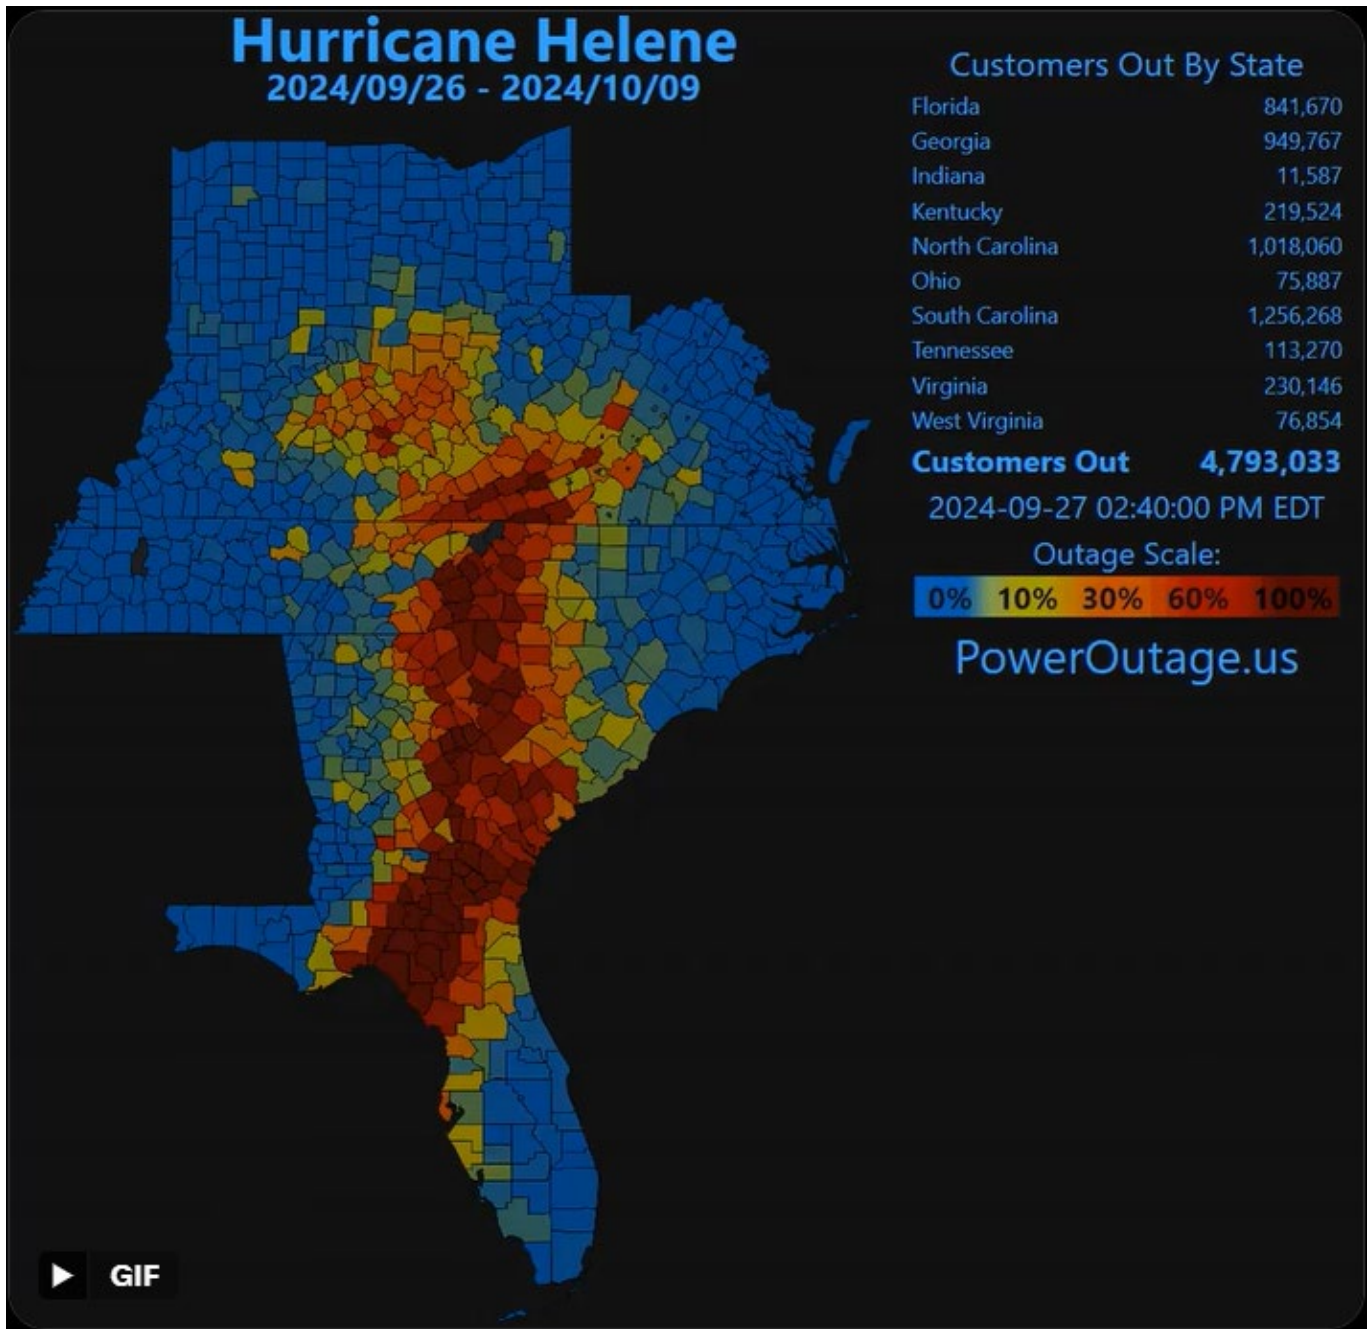 Hurricane Helene
2024/09/26 - 2024/10/09
Customers Out By State
Florida 841,670
Georgia 949,767
Indiana 11,587
Kentucky 219,524
North Carolina 1,018,060
Ohio 75,887
South Carolina 1,256,268
Tennessee 113,270
Virginia 230,146
West Virginia 76,854
Customers Out 4,793,033
2024-09-27 02:40:00 PM EDT
Outage Scale:
0% 10% 30% 60% 100%
PowerOutage.us
GIF